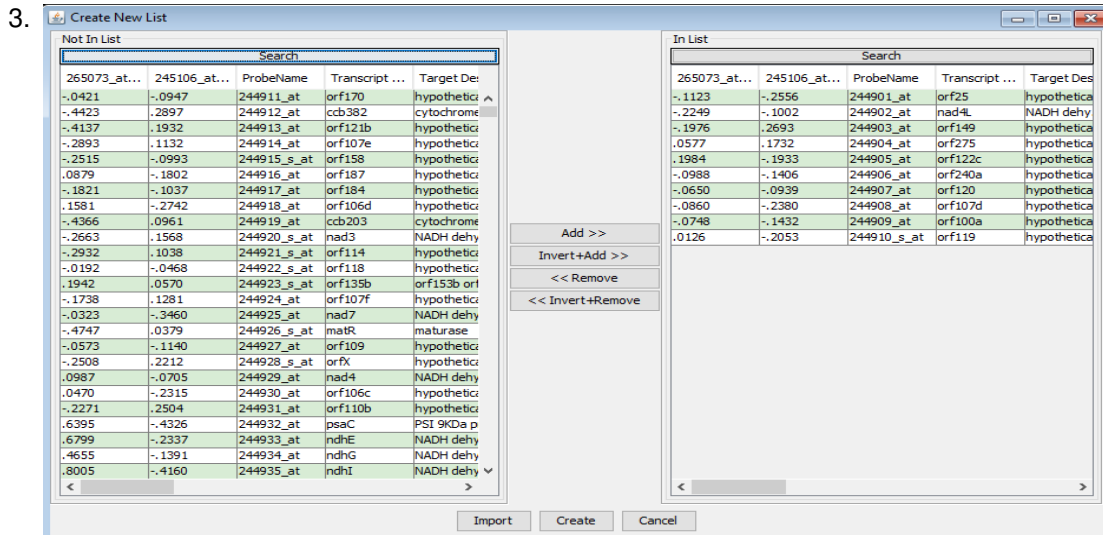 3.
Create New List
Not In List
Search
265073_at... 245106_at... ProbeName Transcript ... Target Des
-.0421 -.0947 244911_at orf170 hypothetica
-.4423 .2897 244912_at ccb382 cytochrome
-.4137 .1932 244913_at orf121b hypothetica
-.2893 .1132 244914_at orf107e hypothetica
-.2515 -.0993 244915_s_at orf158 hypothetica
.0879 -.1802 244916_at orf187 hypothetica
-.1821 -.1037 244917_at orf184 hypothetica
.1581 -.2742 244918_at orf106d hypothetica
-.4366 .0961 244919_at ccb203 cytochrome
-.2663 .1568 244920_s_at nad3 NADH dehy
-.2932 .1038 244921_s_at orf114 hypothetica
-.0192 -.0468 244922_s_at orf118 hypothetica
.1942 .0570 244923_s_at orf135b orf153b orf
-.1738 .1281 244924_at orf107f hypothetica
-.0323 -.3460 244925_at nad7 NADH dehy
-.4747 .0379 244926_s_at matR maturase
-.0573 -.1140 244927_at orf109 hypothetica
-.2508 .2212 244928_s_at orfX hypothetica
.0987 -.0705 244929_at nad4 NADH dehy
.0470 -.2315 244930_at orf106c hypothetica
-.2271 .2504 244931_at orf110b hypothetica
.6395 -.4326 244932_at psaC PSI 9KDa p
.6799 -.2337 244933_at ndhE NADH dehy
.4655 -.1391 244934_at ndhG NADH dehy
.8005 -.4160 244935_at ndhI NADH dehy
Add >>
Invert+Add >>
<< Remove
<< Invert+Remove
In List
Search
265073_at... 245106_at... ProbeName Transcript ... Target Des
-.1123 -.2556 244901_at orf25 hypothetica
-.2249 -.1002 244902_at nad4L NADH dehy
-.1976 .2693 244903_at orf149 hypothetica
.0577 .1732 244904_at orf275 hypothetica
.1984 -.1933 244905_at orf122c hypothetica
-.0988 -.1406 244906_at orf240a hypothetica
-.0650 -.0939 244907_at orf120 hypothetica
-.0860 -.2380 244908_at orf107d hypothetica
-.0748 -.1432 244909_at orf100a hypothetica
.0126 -.2053 244910_s_at orf119 hypothetica
Import Create Cancel